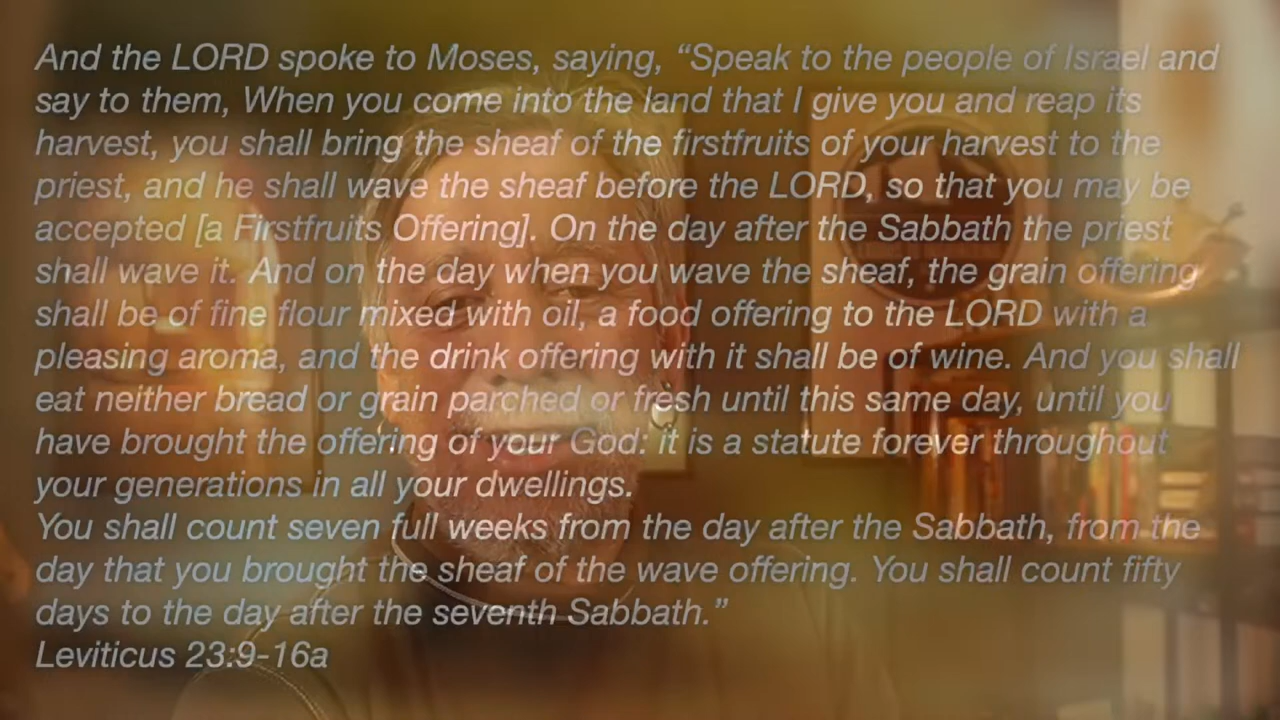 And the LORD spoke to Moses, saying, “Speak to the people of Israel and
say to them, When you come into the land that I give you and reap its
harvest, you shall bring the sheaf of the firstfruits of your harvest to the
priest, and he shall wave the sheaf before the LORD, so that you may be
accepted [a Firstfruits Offering]. On the day after the Sabbath the priest
shall wave it. And on the day when you wave the sheaf, the grain offering
shall be of fine flour mixed with oil, a food offering to the LORD with a
pleasing aroma, and the drink offering with it shall be of wine. And you shall
eat neither bread or grain parched or fresh until this same day, until you
have brought the offering of your God: it is a statute forever throughout
your generations in all your dwellings.
You shall count seven full weeks from the day after the Sabbath, from the
day that you brought the sheaf of the wave offering. You shall count fifty
days to the day after the seventh Sabbath.”
Leviticus 23:9-16a